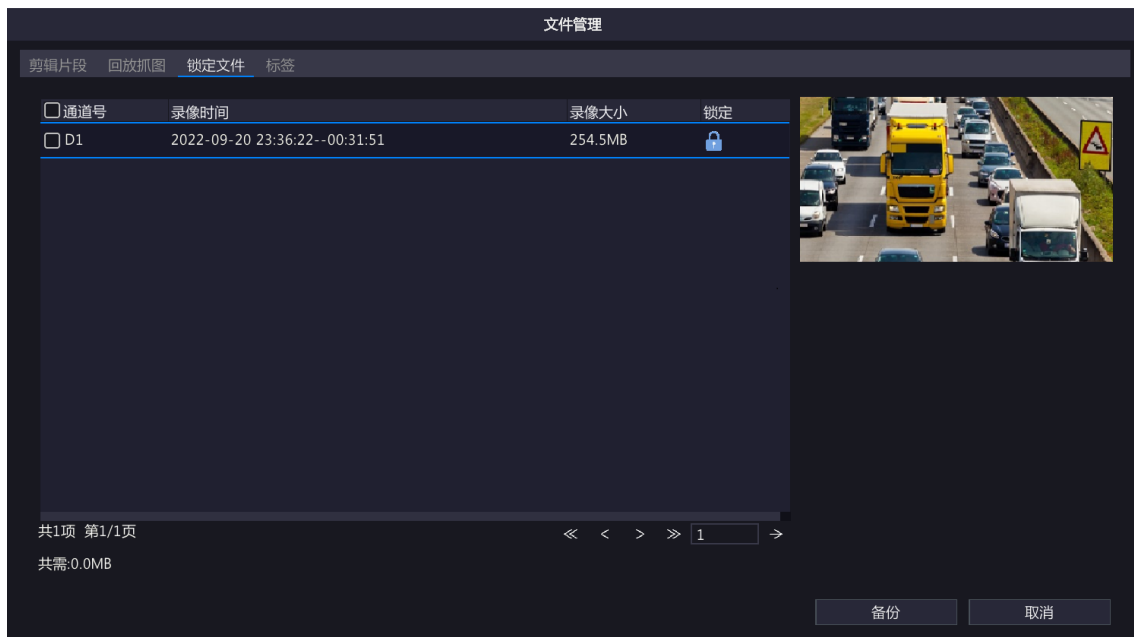 文件管理
剪辑片段 回放抓图 锁定文件 标签
通道号 录像时间 录像大小 锁定
D1 2022-09-20 23:36:22--00:31:51 254.5MB
共1项 第1/1页 ≪ < > ≫ 1 →
共需:0.0MB
备份 取消